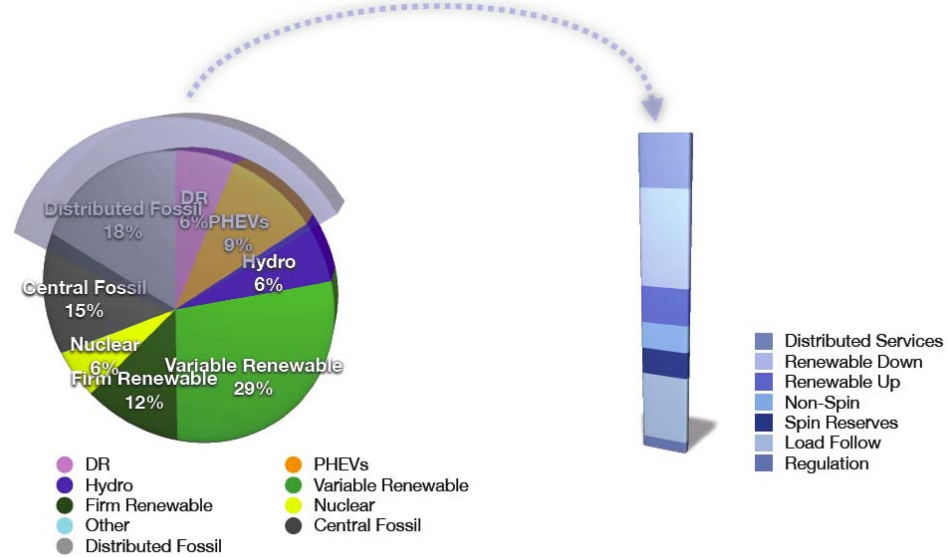 DR
6%
PHEVs
9%
Distributed Fossil
18%
Hydro
6%
Central Fossil
15%
Nuclear
6%
Variable Renewable
29%
Firm Renewable
12%
DR
Hydro
Firm Renewable
Other
Distributed Fossil
PHEVs
Variable Renewable
Nuclear
Central Fossil
Distributed Services
Renewable Down
Renewable Up
Non-Spin
Spin Reserves
Load Follow
Regulation